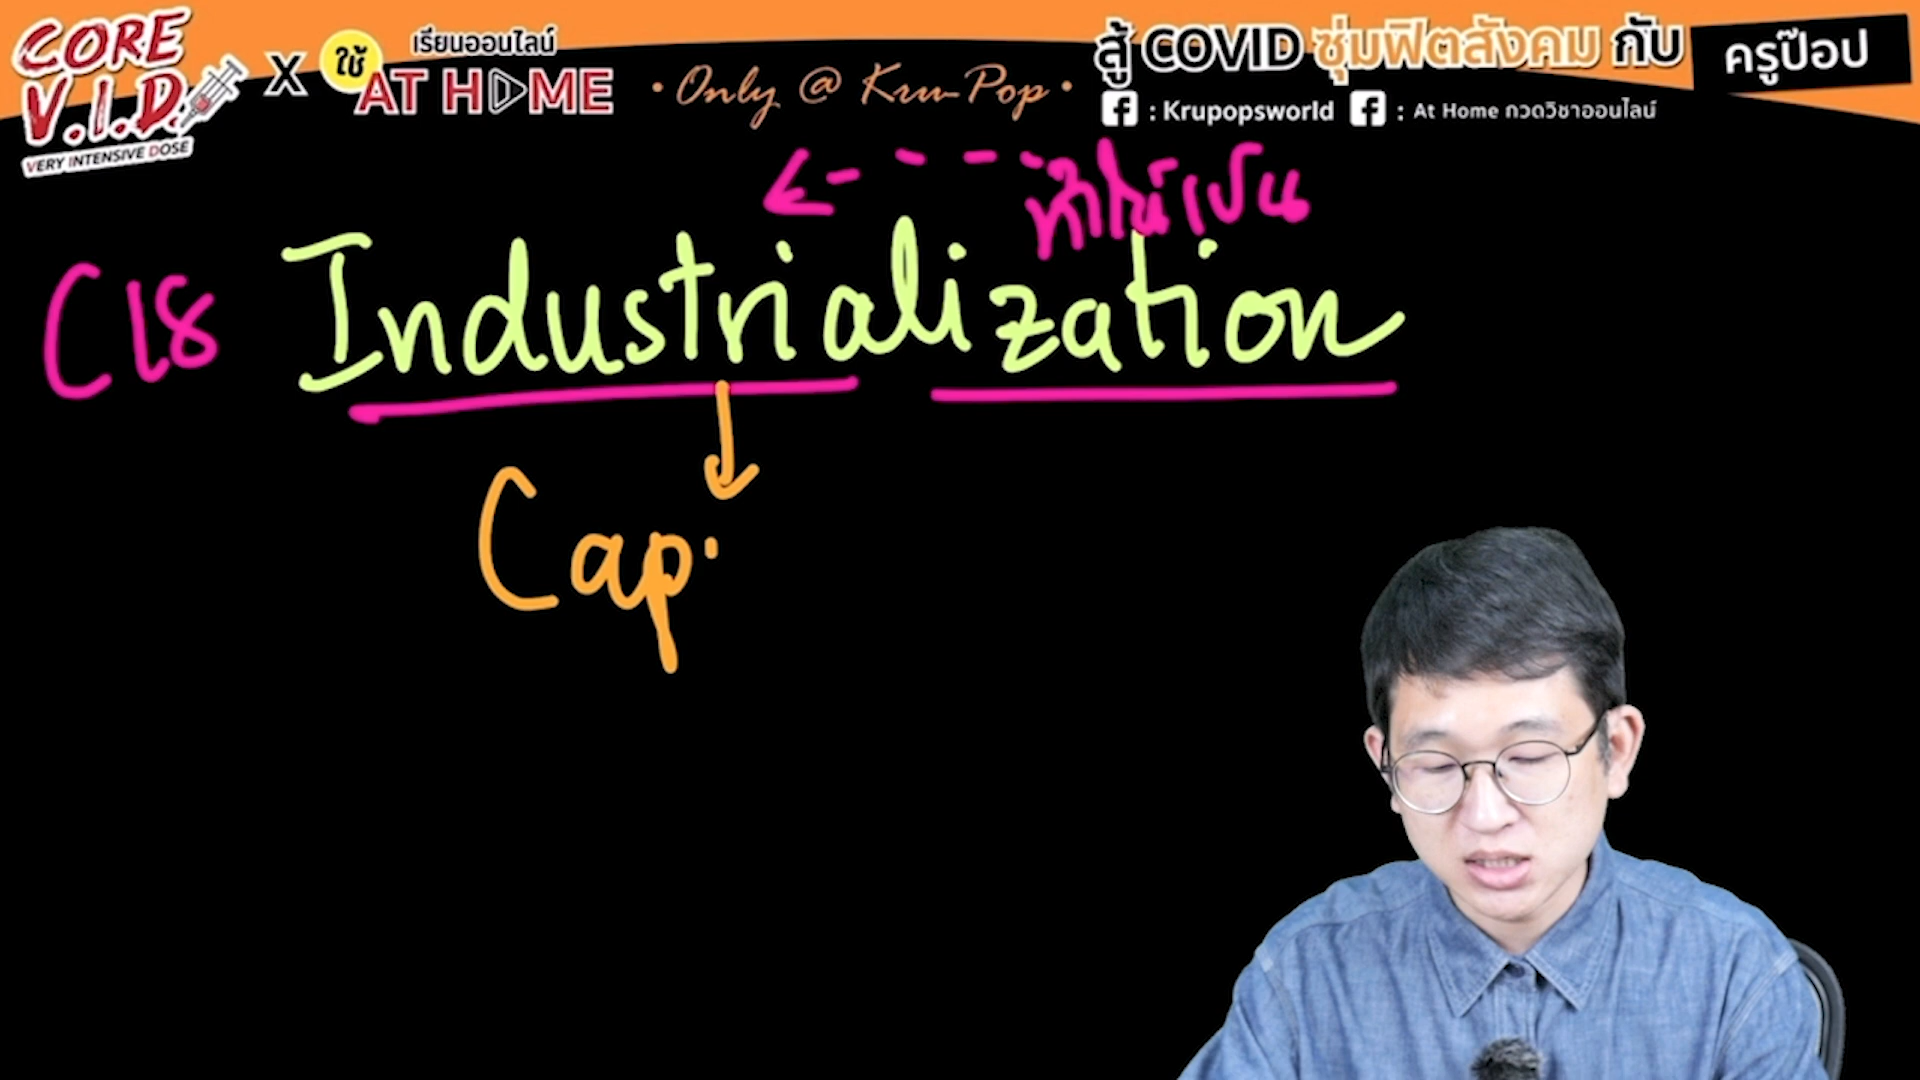 CORE
V.I.D.
VERY INTENSIVE DOSE
X
ใช้
เรียนออนไลน์
AT HOME
• Only @ Kru-Pop •
สู้ COVID ซุ่มฟิตสังคม กับ ครูป๊อป
: Krupopsworld : At Home กวดวิชาออนไลน์
ทำให้เป็น
C18 Industrialization
Cap